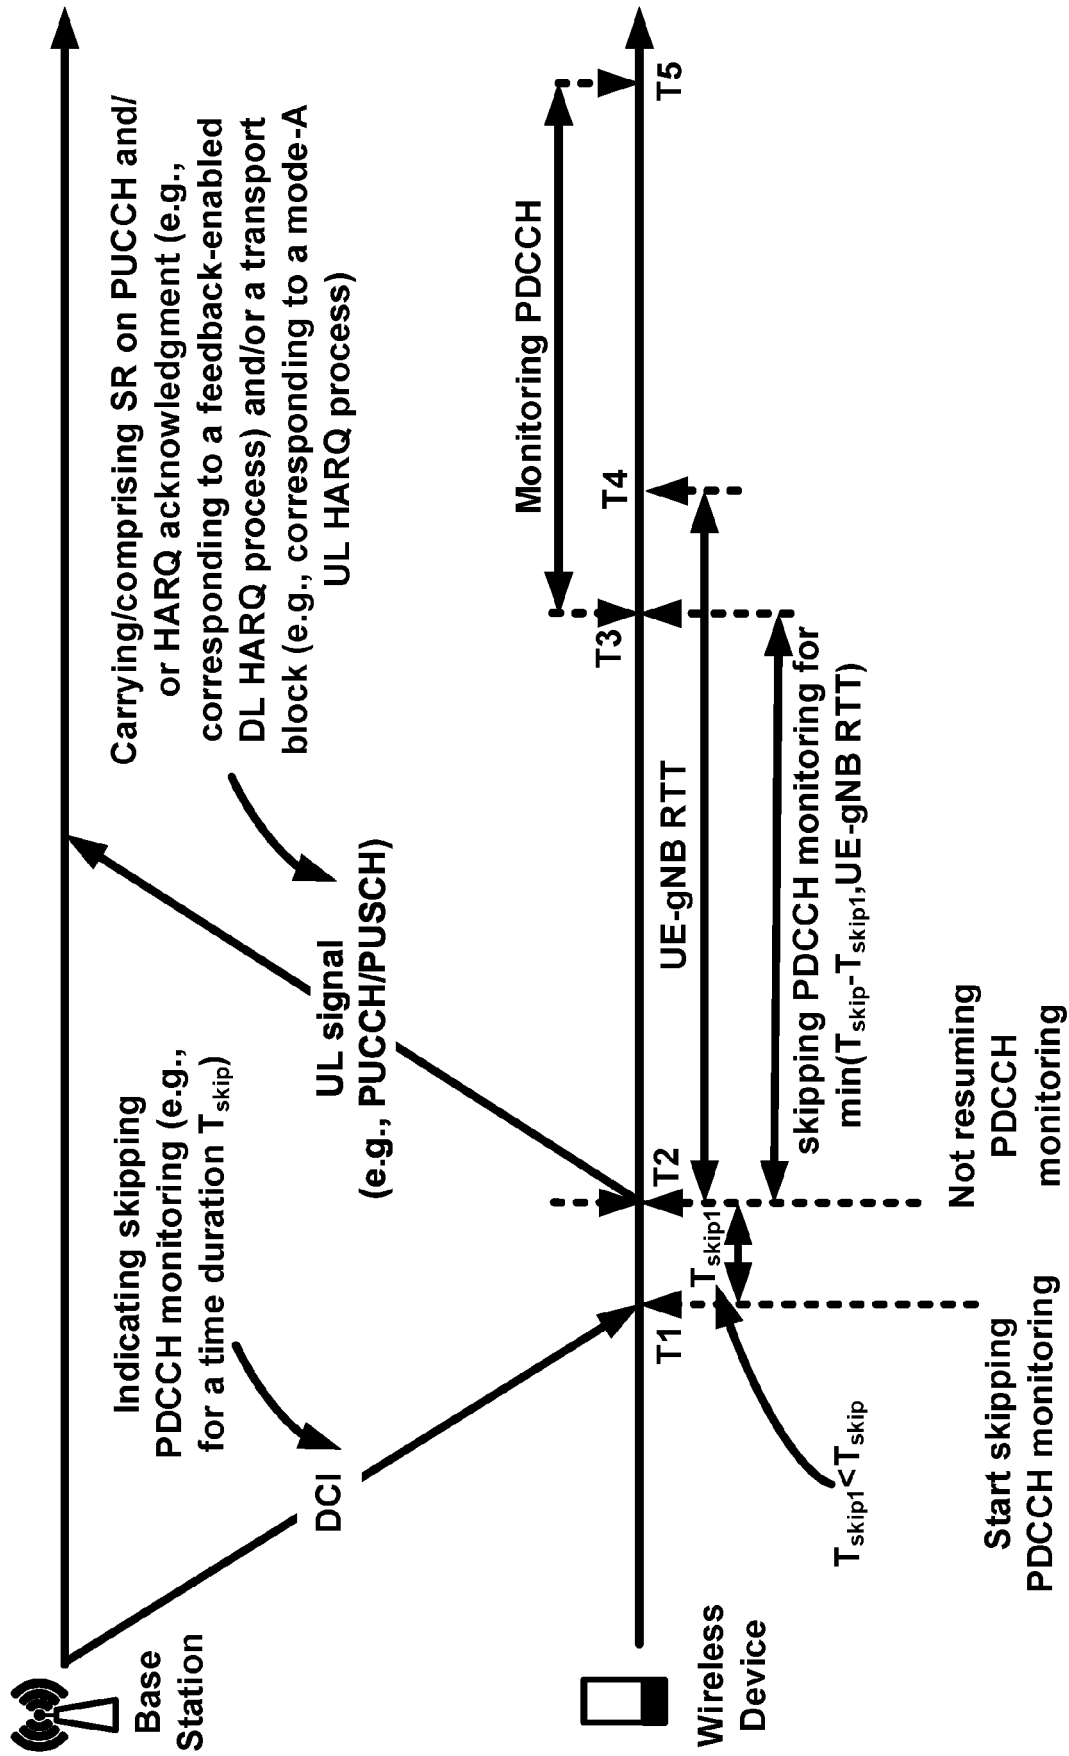 Base
Station
Indicating skipping
PDCCH monitoring (e.g.,
for a time duration Tskip)
DCI
Carrying/comprising SR on PUCCH and/
or HARQ acknowledgment (e.g.,
corresponding to a feedback-enabled
DL HARQ process) and/or a transport
block (e.g., corresponding to a mode-A
UL HARQ process)
UL signal
(e.g., PUCCH/PUSCH)
Monitoring PDCCH
Wireless
Device
T1
T2
T3
T4
T5
Tskip1
UE-gNB RTT
skipping PDCCH monitoring for
min(Tskip-Tskip1,UE-gNB RTT)
Tskip1<Tskip
Start skipping
PDCCH monitoring
Not resuming
PDCCH
monitoring